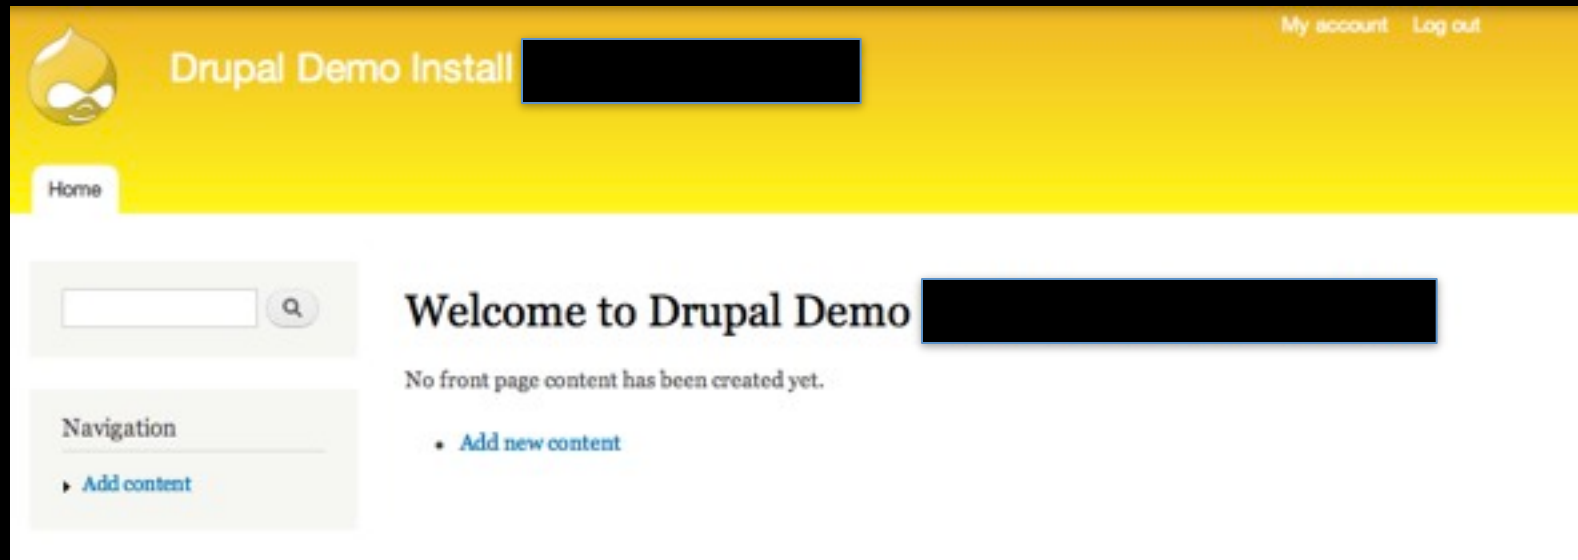 My account Log out
Drupal Demo Install
Home
Welcome to Drupal Demo
No front page content has been created yet.
Navigation
• Add new content
Add content